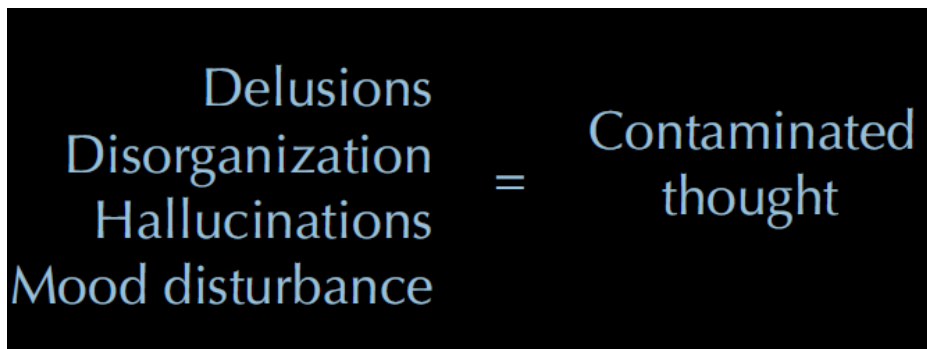 Delusions
Disorganization
Hallucinations
Mood disturbance
=
Contaminated
thought